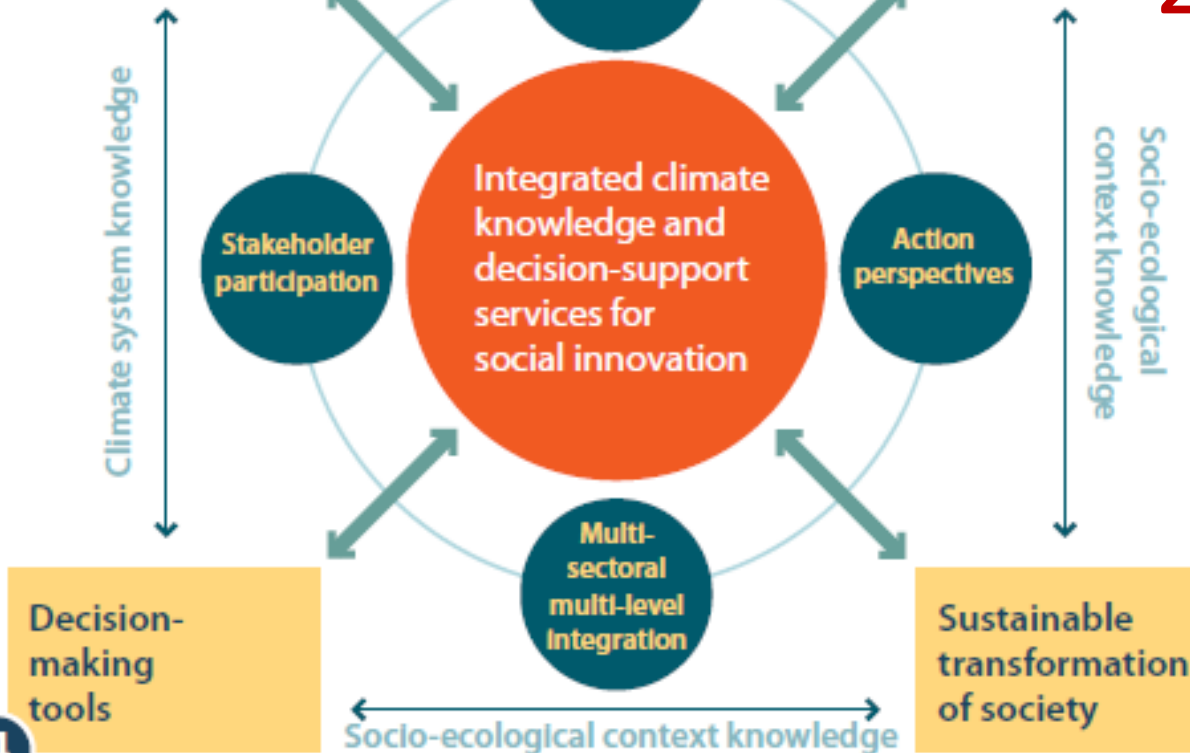 Climate system knowledge
Integrated climate
knowledge and
decision-support
services for
social innovation
Stakeholder
participation
Action
perspectives
Socio-ecological
context knowledge
Multi-
sectoral
multi-level
integration
Decision-
making
tools
Sustainable
transformation
of society
Socio-ecological context knowledge